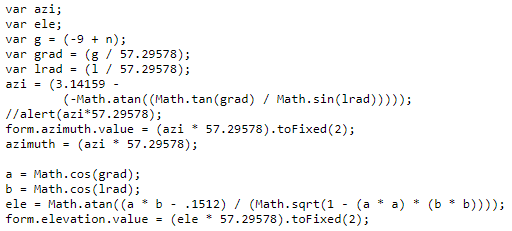 var azi;
var ele;
var g = (-9 + n);
var grad = (g / 57.29578);
var lrad = (l / 57.29578);
azi = (3.14159 -
(-Math.atan((Math.tan(grad) / Math.sin(lrad)))));
//alert(azi*57.29578);
form.azimuth.value = (azi * 57.29578).toFixed(2);
azimuth = (azi * 57.29578);

a = Math.cos(grad);
b = Math.cos(lrad);
ele = Math.atan((a * b - .1512) / (Math.sqrt(1 - (a * a) * (b * b))));
form.elevation.value = (ele * 57.29578).toFixed(2);